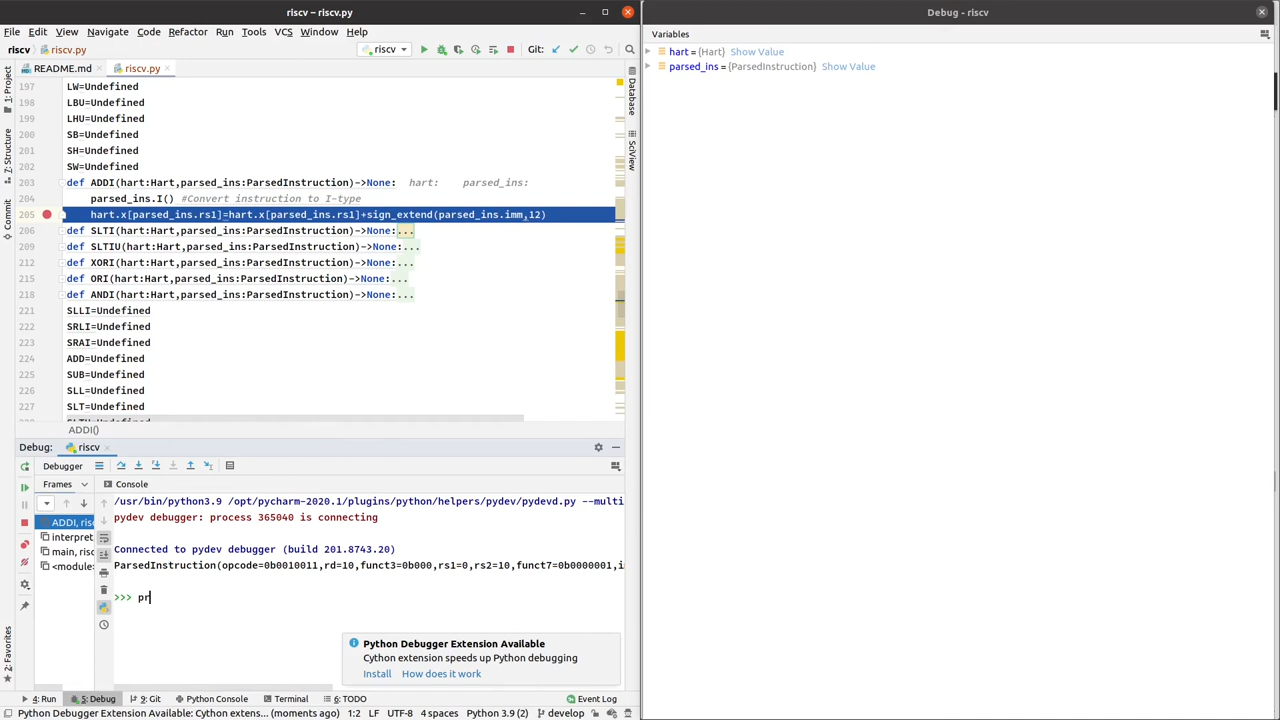 riscv – riscv.py
File Edit View Navigate Code Refactor Run Tools VCS Window Help
riscv riscv.py riscv Git:
README.md riscv.py
1: Project
7: Structure
Commit
2: Favorites
Database
SciView
197 LW=Undefined
198 LBU=Undefined
199 LHU=Undefined
200 SB=Undefined
201 SH=Undefined
202 SW=Undefined
203 def ADDI(hart:Hart,parsed_ins:ParsedInstruction)->None: hart: parsed_ins:
204 parsed_ins.I() #Convert instruction to I-type
205 hart.x[parsed_ins.rs1]=hart.x[parsed_ins.rs1]+sign_extend(parsed_ins.imm,12)
206 def SLTI(hart:Hart,parsed_ins:ParsedInstruction)->None:...
209 def SLTIU(hart:Hart,parsed_ins:ParsedInstruction)->None:...
212 def XORI(hart:Hart,parsed_ins:ParsedInstruction)->None:...
215 def ORI(hart:Hart,parsed_ins:ParsedInstruction)->None:...
218 def ANDI(hart:Hart,parsed_ins:ParsedInstruction)->None:...
221 SLLI=Undefined
222 SRLI=Undefined
223 SRAI=Undefined
224 ADD=Undefined
225 SUB=Undefined
226 SLL=Undefined
227 SLT=Undefined
ADDI()
Debug: riscv
Debugger
Frames Console
ADDI, risc
interpret
main, risc
<module>
/usr/bin/python3.9 /opt/pycharm-2020.1/plugins/python/helpers/pydev/pydevd.py --multi
pydev debugger: process 365040 is connecting
Connected to pydev debugger (build 201.8743.20)
ParsedInstruction(opcode=0b0010011,rd=10,funct3=0b000,rs1=0,rs2=10,funct7=0b0000001,i
>>> pr
Python Debugger Extension Available
Cython extension speeds up Python debugging
Install How does it work
4: Run 5: Debug 9: Git Python Console Terminal 6: TODO Event Log
Python Debugger Extension Available: Cython extens... (moments ago) 1:2 LF UTF-8 4 spaces Python 3.9 (2) develop
Debug - riscv
Variables
hart = {Hart} Show Value
parsed_ins = {ParsedInstruction} Show Value